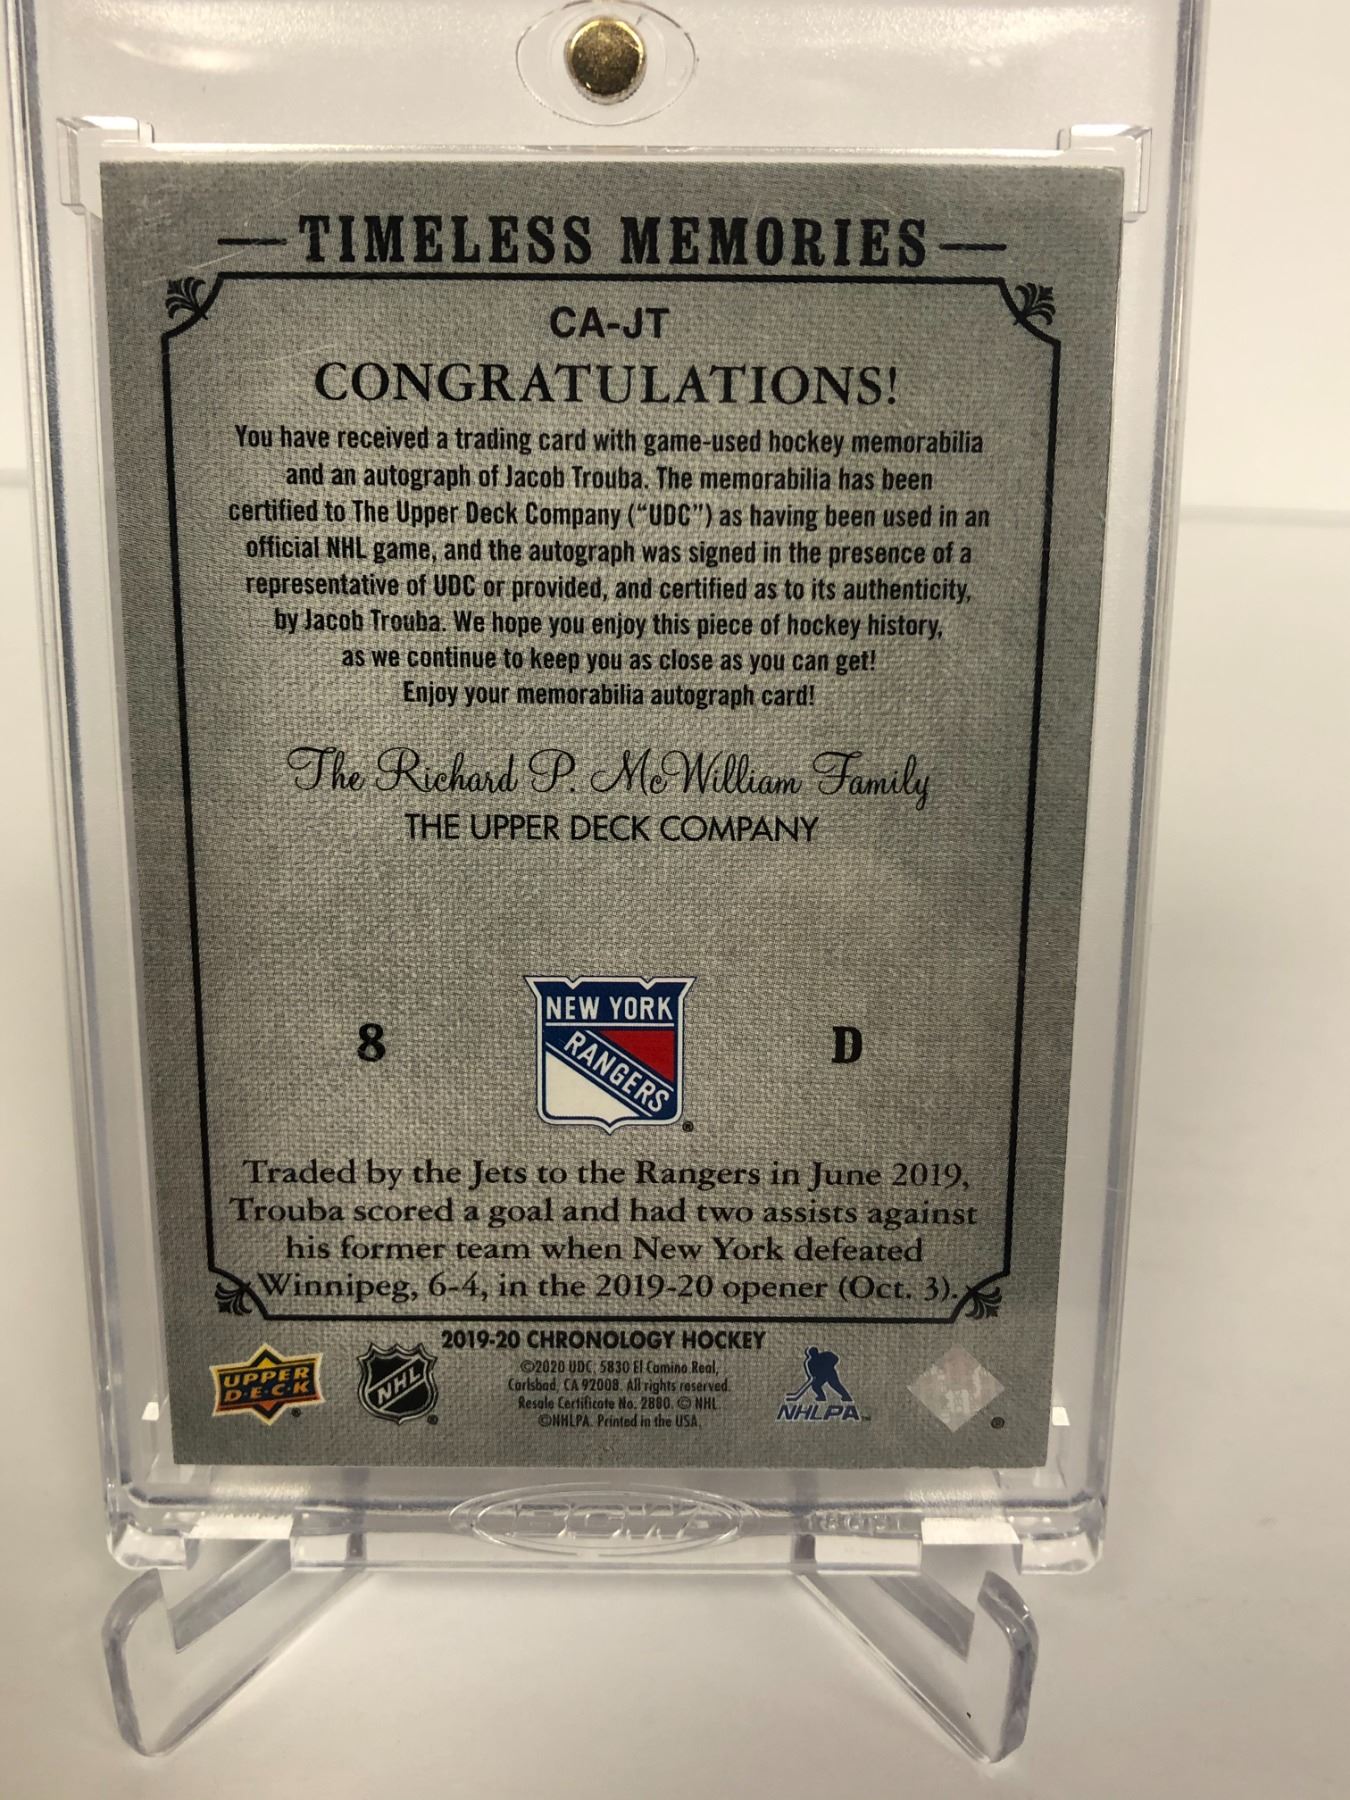 TIMELESS MEMORIES
CA-JT
CONGRATULATIONS!
You have received a trading card with game-used hockey memorabilia
and an autograph of Jacob Trouba. The memorabilia has been
certified to The Upper Deck Company ("UDC") as having been used in an
official NHL game, and the autograph was signed in the presence of a
representative of UDC or provided, and certified as to its authenticity,
by Jacob Trouba. We hope you enjoy this piece of hockey history,
as we continue to keep you as close as you can get!
Enjoy your memorabilia autograph card!
The Richard P. McWilliam Family
THE UPPER DECK COMPANY
8
NEW YORK
RANGERS
®
D
Traded by the Jets to the Rangers in June 2019,
Trouba scored a goal and had two assists against
his former team when New York defeated
Winnipeg, 6-4, in the 2019-20 opener (Oct. 3).
2019-20 CHRONOLOGY HOCKEY
©2020 UDC, 5830 El Camino Real,
Carlsbad, CA 92008. All rights reserved.
Resale Certificate No. 2880. © NHL
©NHLPA. Printed in the USA.
UPPER
D·E·C·K
®
NHL
®
NHLPA™
®
BCW